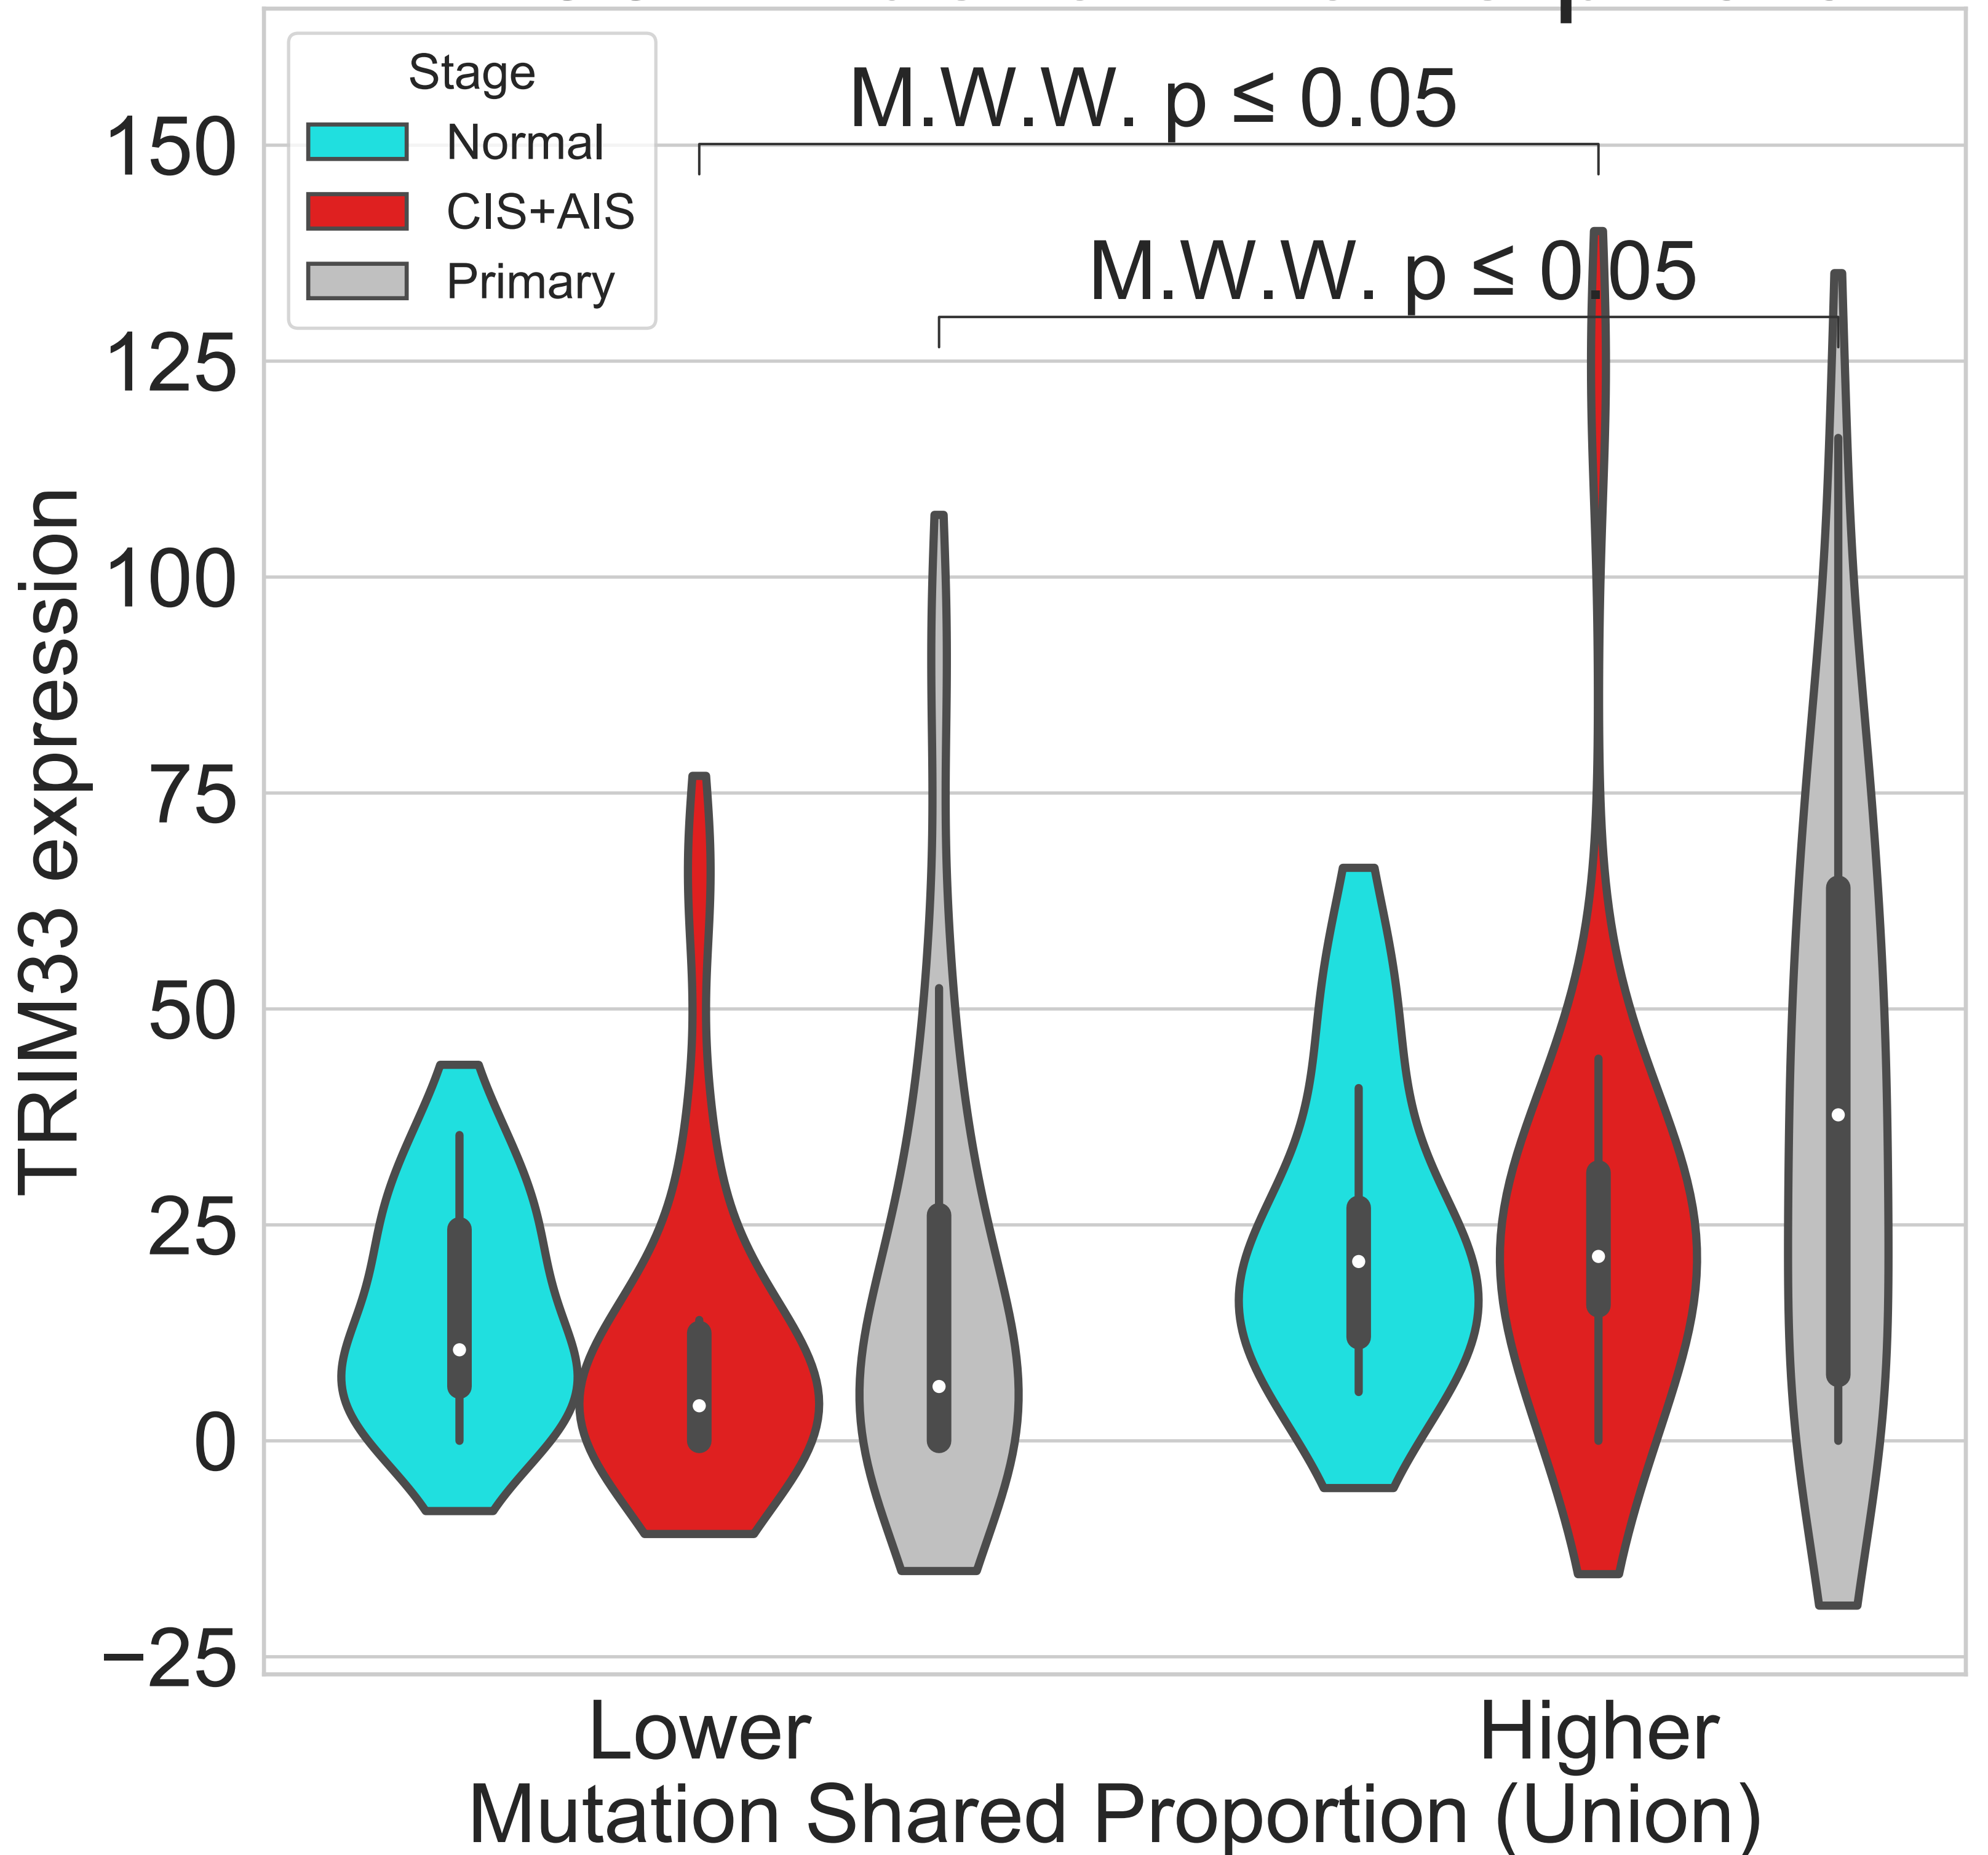 Stage
Normal
CIS+AIS
Primary
M.W.W. p ≤ 0.05
M.W.W. p ≤ 0.05
TRIM33 expression
150
125
100
75
50
25
0
−25
Lower
Higher
Mutation Shared Proportion (Union)